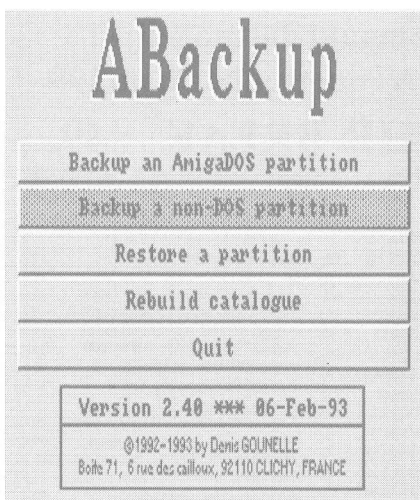 ABackup
Backup an AmigaDOS partition
Backup a non-DOS partition
Restore a partition
Rebuild catalogue
Quit
Version 2.40 *** 06-Feb-93
©1992-1993 by Denis GOUNELLE
Boite 71, 6 rue des cailloux, 92110 CLICHY, FRANCE